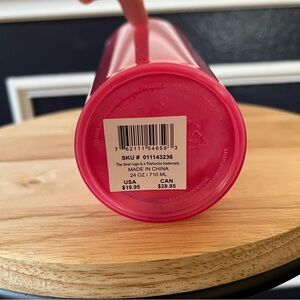 7 62111 54659 3
SKU # 011143236
The Siren logo is a Starbucks trademark.
MADE IN CHINA
24 OZ / 710 ML
USA CAN
$19.95 $28.95